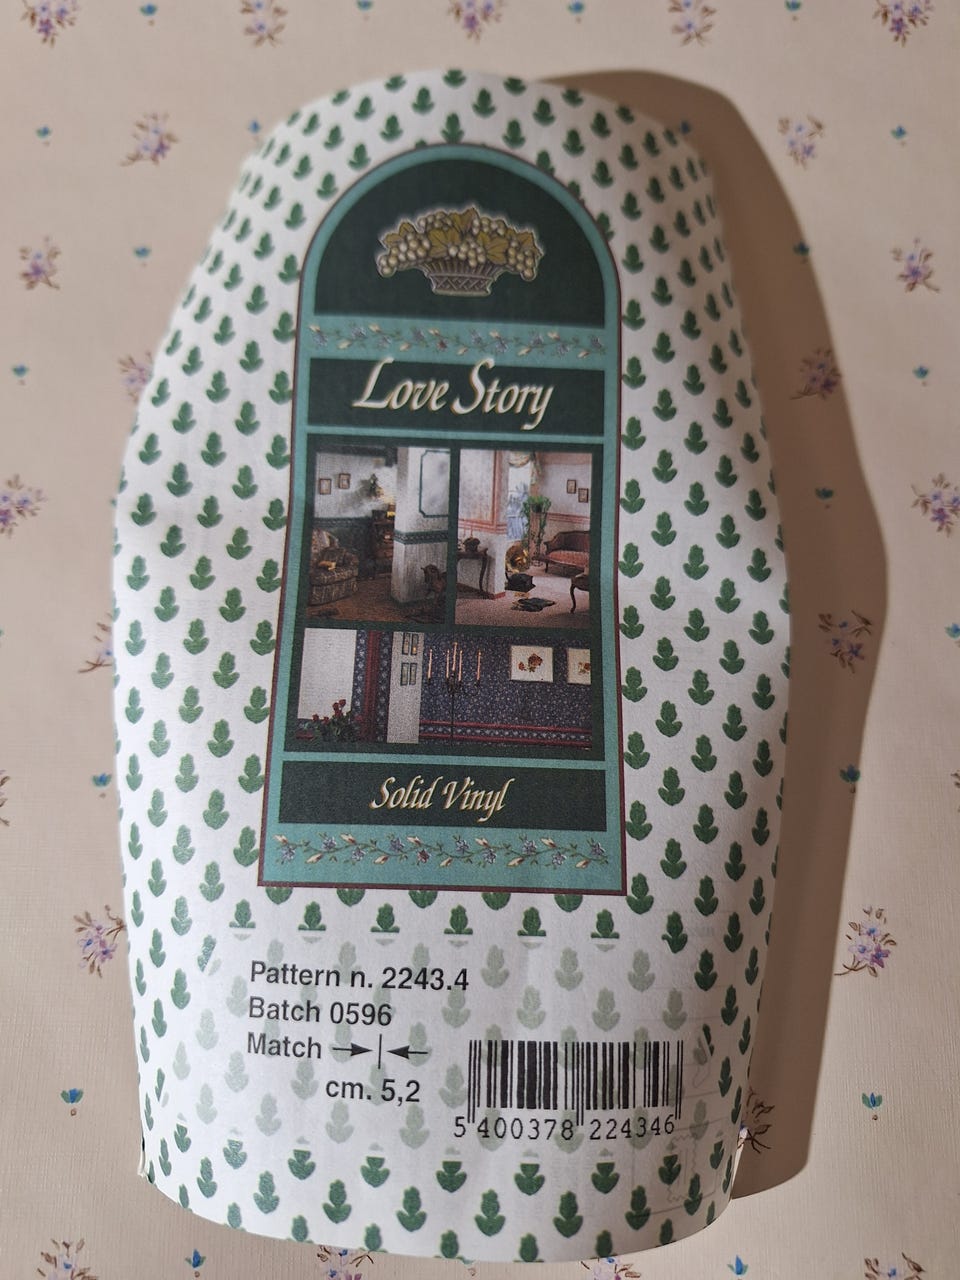 Love Story
Solid Vinyl
Pattern n. 2243.4
Batch 0596
Match
cm. 5,2
5 400378 224346